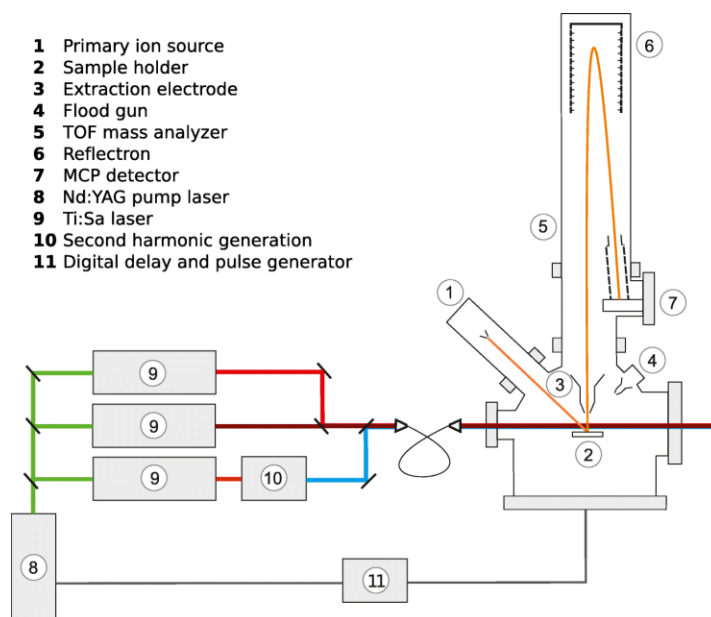 1 Primary ion source
2 Sample holder
3 Extraction electrode
4 Flood gun
5 TOF mass analyzer
6 Reflectron
7 MCP detector
8 Nd:YAG pump laser
9 Ti:Sa laser
10 Second harmonic generation
11 Digital delay and pulse generator
6
5
1
7
4
3
9
9
2
9
10
8
11